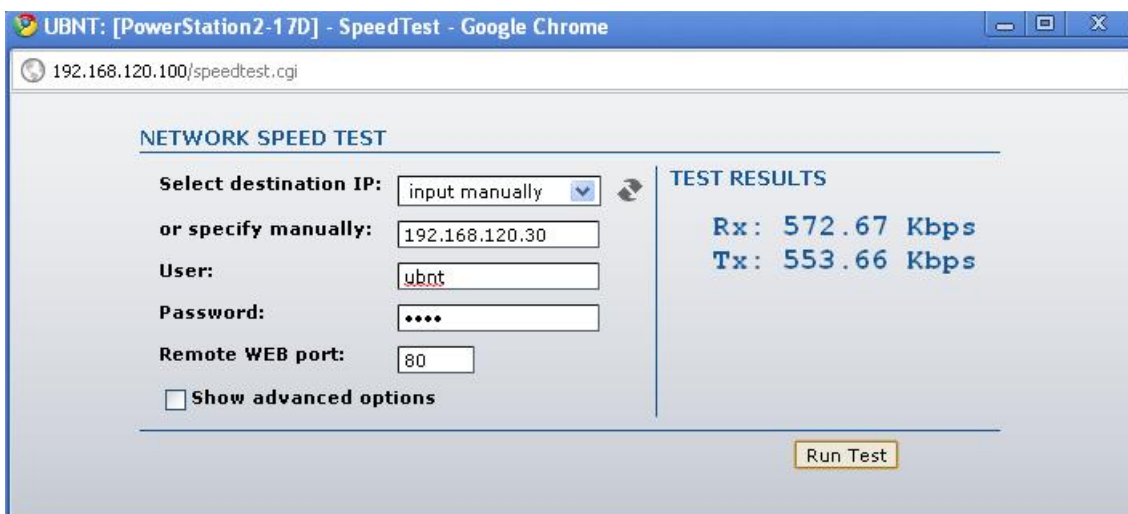 UBNT: [PowerStation2-17D] - SpeedTest - Google Chrome
192.168.120.100/speedtest.cgi
NETWORK SPEED TEST
Select destination IP: input manually
or specify manually: 192.168.120.30
User: ubnt
Password: ••••
Remote WEB port: 80
Show advanced options
TEST RESULTS
Rx: 572.67 Kbps
Tx: 553.66 Kbps
Run Test